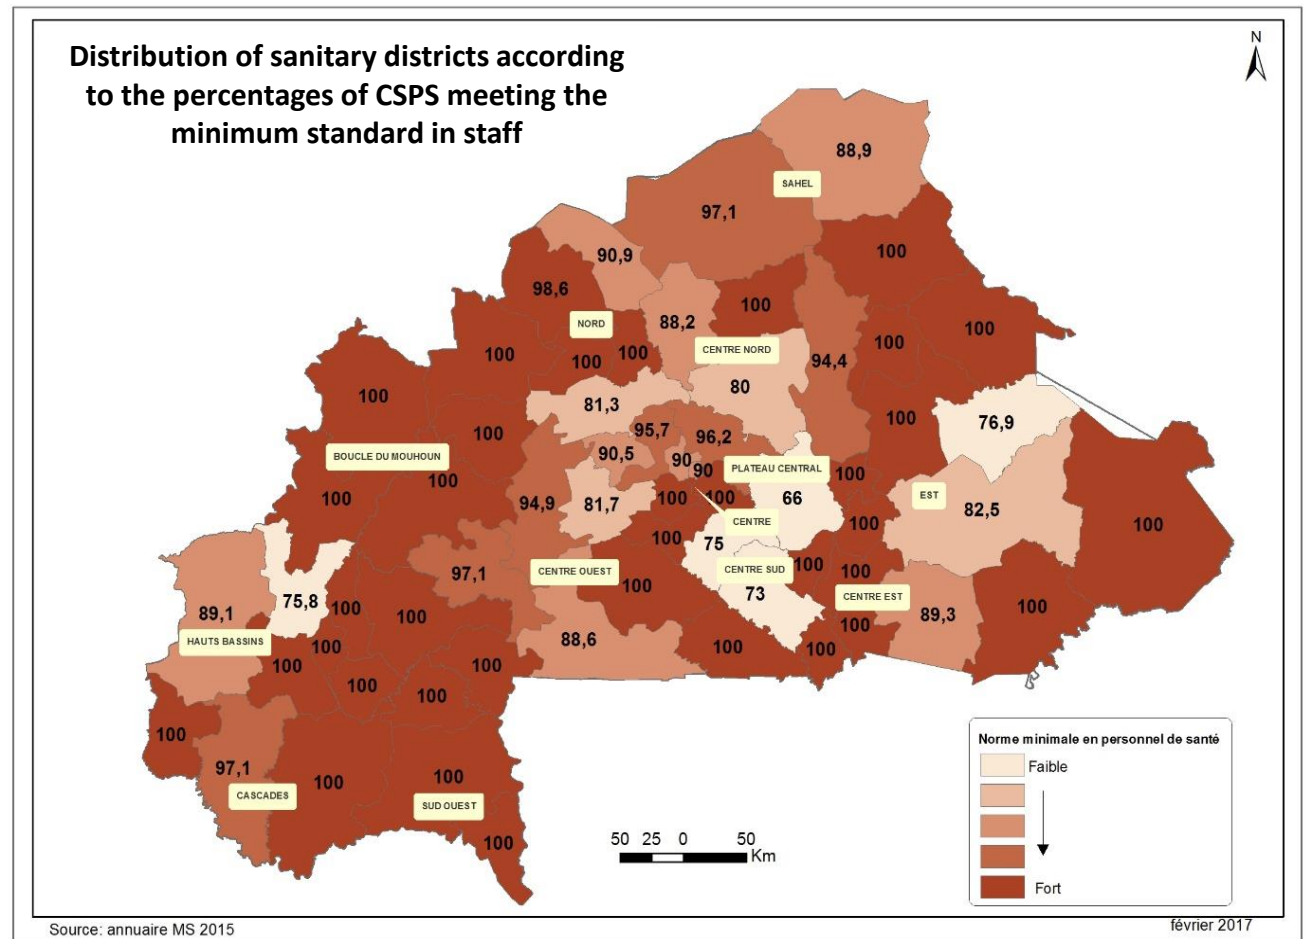 Distribution of sanitary districts according
to the percentages of CSPS meeting the
minimum standard in staff
N
88,9
SAHEL
97,1
100
90,9
98,6
100
88,2
NORD
100
100
100
CENTRE NORD
100
100
100
94,4
80
100
81,3
100
76,9
100
95,7
96,2
BOUCLE DU MOUHOUN
90,5
90
90
PLATEAU CENTRAL
100
100
100
94,9
81,7
100
100
66
EST
82,5
CENTRE
100
100
100
75
97,1
CENTRE OUEST
100
CENTRE SUD
100
100
73
CENTRE EST
89,3
100
89,1
75,8
100
100
HAUTS BASSINS
100
88,6
100
100
100
100
100
100
100
100
97,1
100
100
CASCADES
SUD OUEST
100
Norme minimale en personnel de santé
Faible
Fort
50 25 0 50
Km
Source: annuaire MS 2015
février 2017